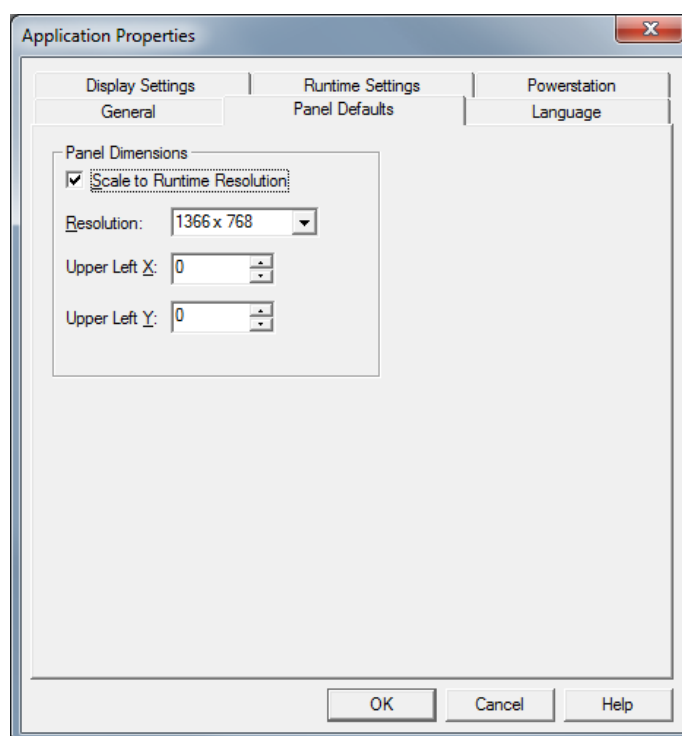 Application Properties
Display Settings
Runtime Settings
Powerstation
General
Panel Defaults
Language
Panel Dimensions
Scale to Runtime Resolution
Resolution: 1366 x 768
Upper Left X: 0
Upper Left Y: 0
OK
Cancel
Help